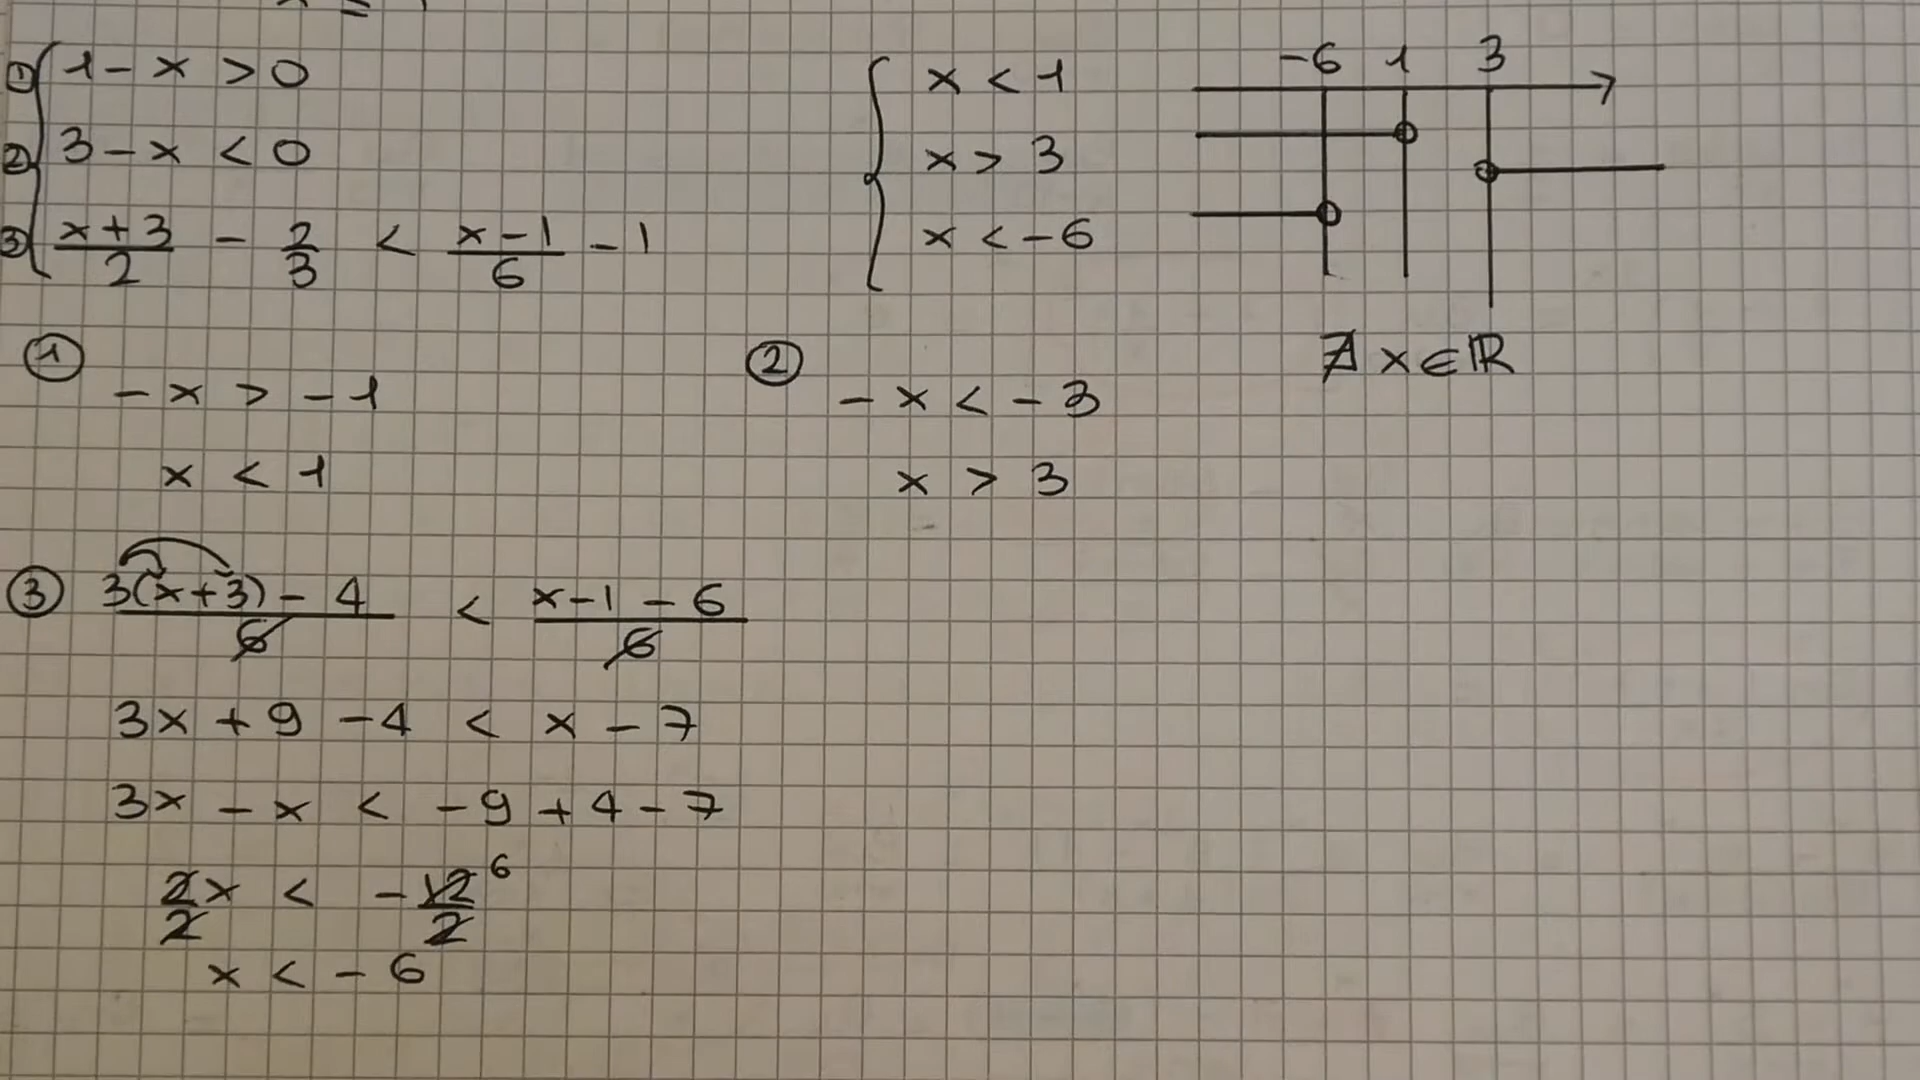 ① 1 - x > 0
② 3 - x < 0
③ (x+3)/2 - 2/3 < (x-1)/6 - 1
x < 1
x > 3
x < -6
-6 1 3
∄ x ∈ ℝ
①
- x > - 1
x < 1
②
- x < - 3
x > 3
③ (3(x+3) - 4)/6 < (x-1 - 6)/6
3x + 9 - 4 < x - 7
3x - x < - 9 + 4 - 7
2x/2 < - 12/2 6
x < - 6